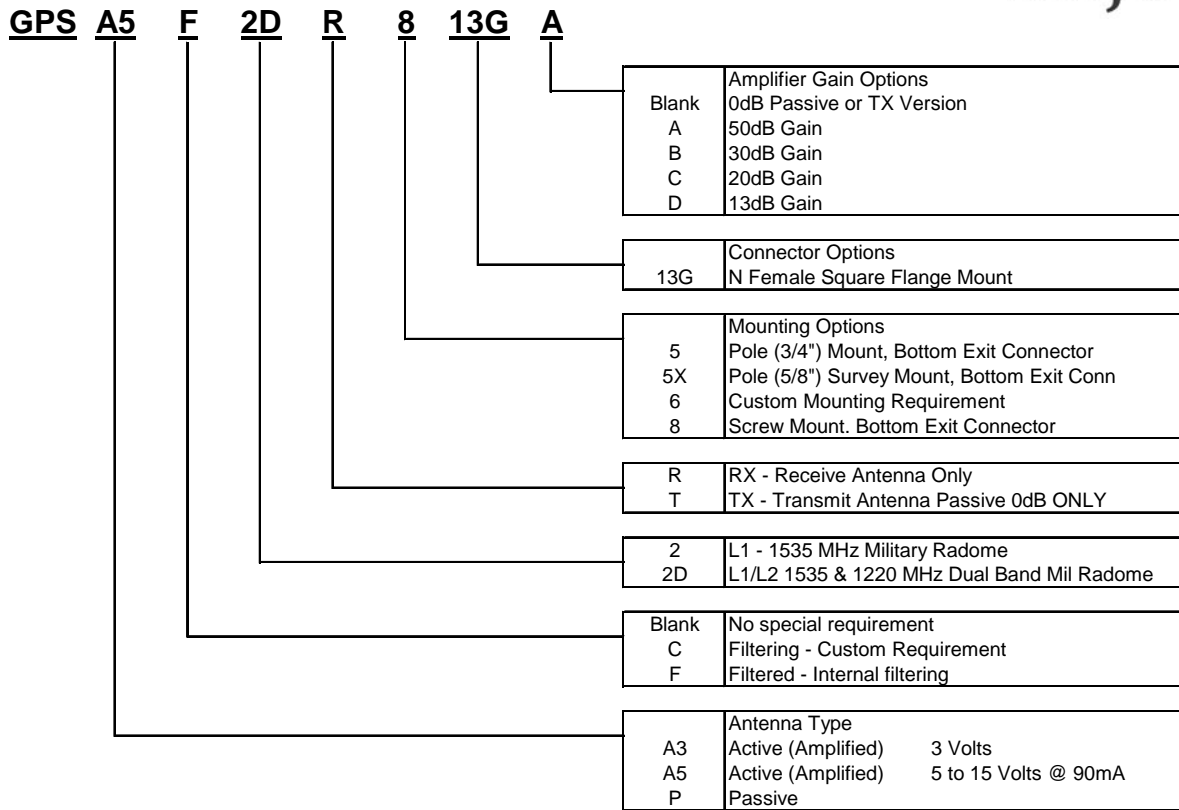 GPS A5 F 2D R 8 13G A
Amplifier Gain Options
Blank 0dB Passive or TX Version
A 50dB Gain
B 30dB Gain
C 20dB Gain
D 13dB Gain
Connector Options
13G N Female Square Flange Mount
Mounting Options
5 Pole (3/4") Mount, Bottom Exit Connector
5X Pole (5/8") Survey Mount, Bottom Exit Conn
6 Custom Mounting Requirement
8 Screw Mount. Bottom Exit Connector
R RX - Receive Antenna Only
T TX - Transmit Antenna Passive 0dB ONLY
2 L1 - 1535 MHz Military Radome
2D L1/L2 1535 & 1220 MHz Dual Band Mil Radome
Blank No special requirement
C Filtering - Custom Requirement
F Filtered - Internal filtering
Antenna Type
A3 Active (Amplified) 3 Volts
A5 Active (Amplified) 5 to 15 Volts @ 90mA
P Passive